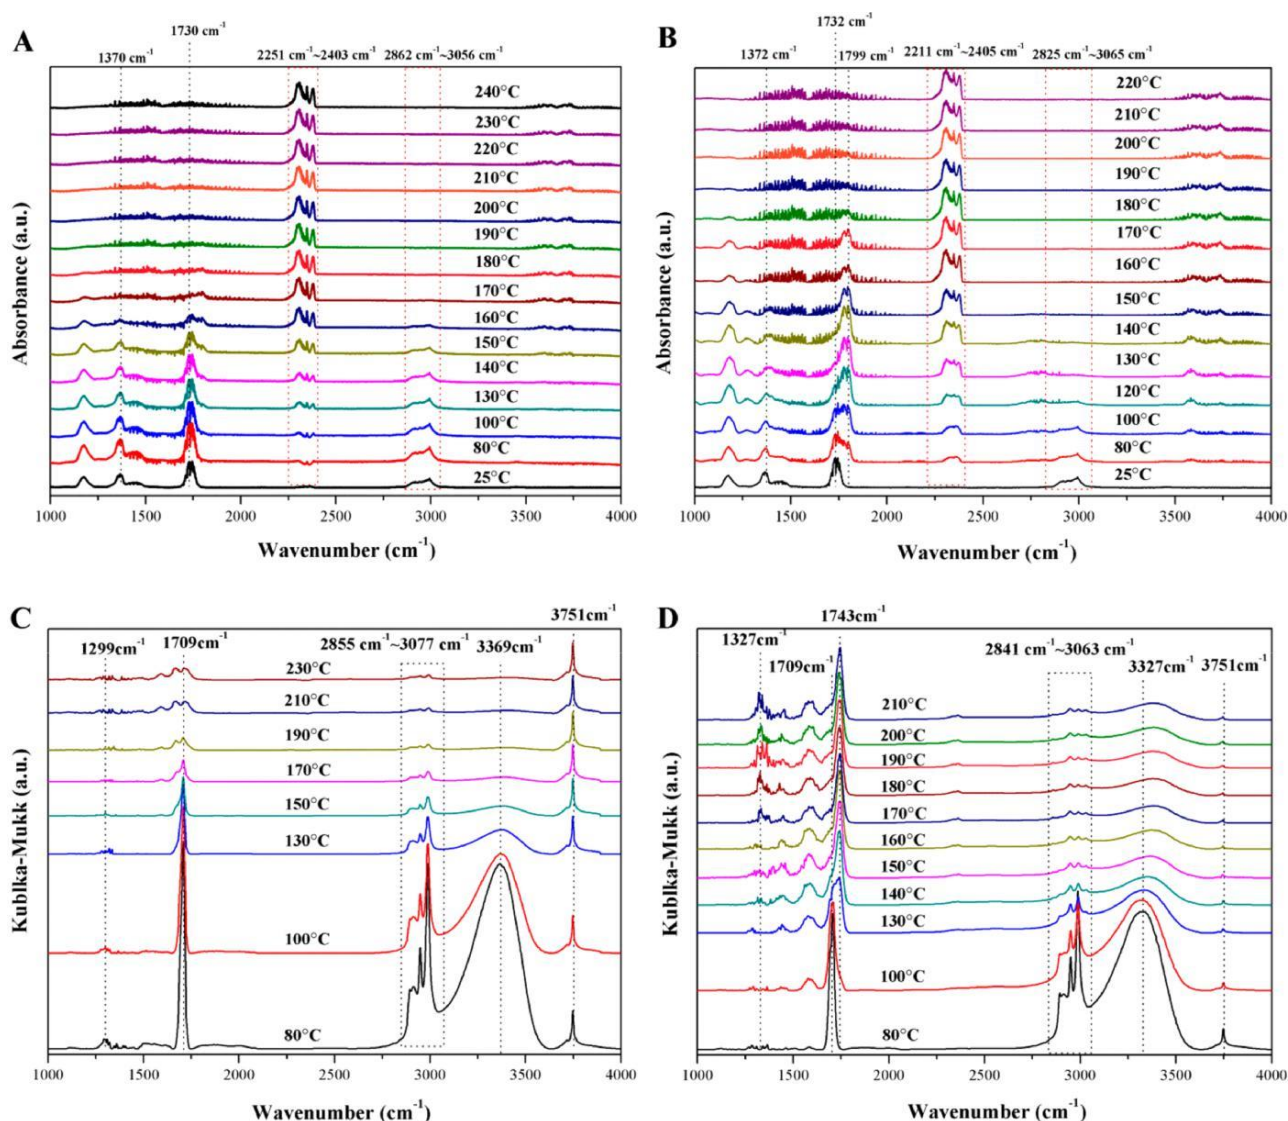 A
1730 cm⁻¹
1370 cm⁻¹
2251 cm⁻¹~2403 cm⁻¹
2862 cm⁻¹~3056 cm⁻¹
240°C
230°C
220°C
210°C
200°C
190°C
180°C
170°C
160°C
150°C
140°C
130°C
100°C
80°C
25°C
Absorbance (a.u.)
1000 1500 2000 2500 3000 3500 4000
Wavenumber (cm⁻¹)
B
1732 cm⁻¹
1372 cm⁻¹
1799 cm⁻¹
2211 cm⁻¹~2405 cm⁻¹
2825 cm⁻¹~3065 cm⁻¹
220°C
210°C
200°C
190°C
180°C
170°C
160°C
150°C
140°C
130°C
120°C
100°C
80°C
25°C
Absorbance (a.u.)
1000 1500 2000 2500 3000 3500 4000
Wavenumber (cm⁻¹)
C
3751cm⁻¹
1299cm⁻¹
1709cm⁻¹
2855 cm⁻¹~3077 cm⁻¹
3369cm⁻¹
230°C
210°C
190°C
170°C
150°C
130°C
100°C
80°C
Kublka-Mukk (a.u.)
1000 1500 2000 2500 3000 3500 4000
Wavenumber (cm⁻¹)
D
1743cm⁻¹
1327cm⁻¹
1709cm⁻¹
2841 cm⁻¹~3063 cm⁻¹
3327cm⁻¹
3751cm⁻¹
210°C
200°C
190°C
180°C
170°C
160°C
150°C
140°C
130°C
100°C
80°C
Kublka-Mukk (a.u.)
1000 1500 2000 2500 3000 3500 4000
Wavenumber (cm⁻¹)